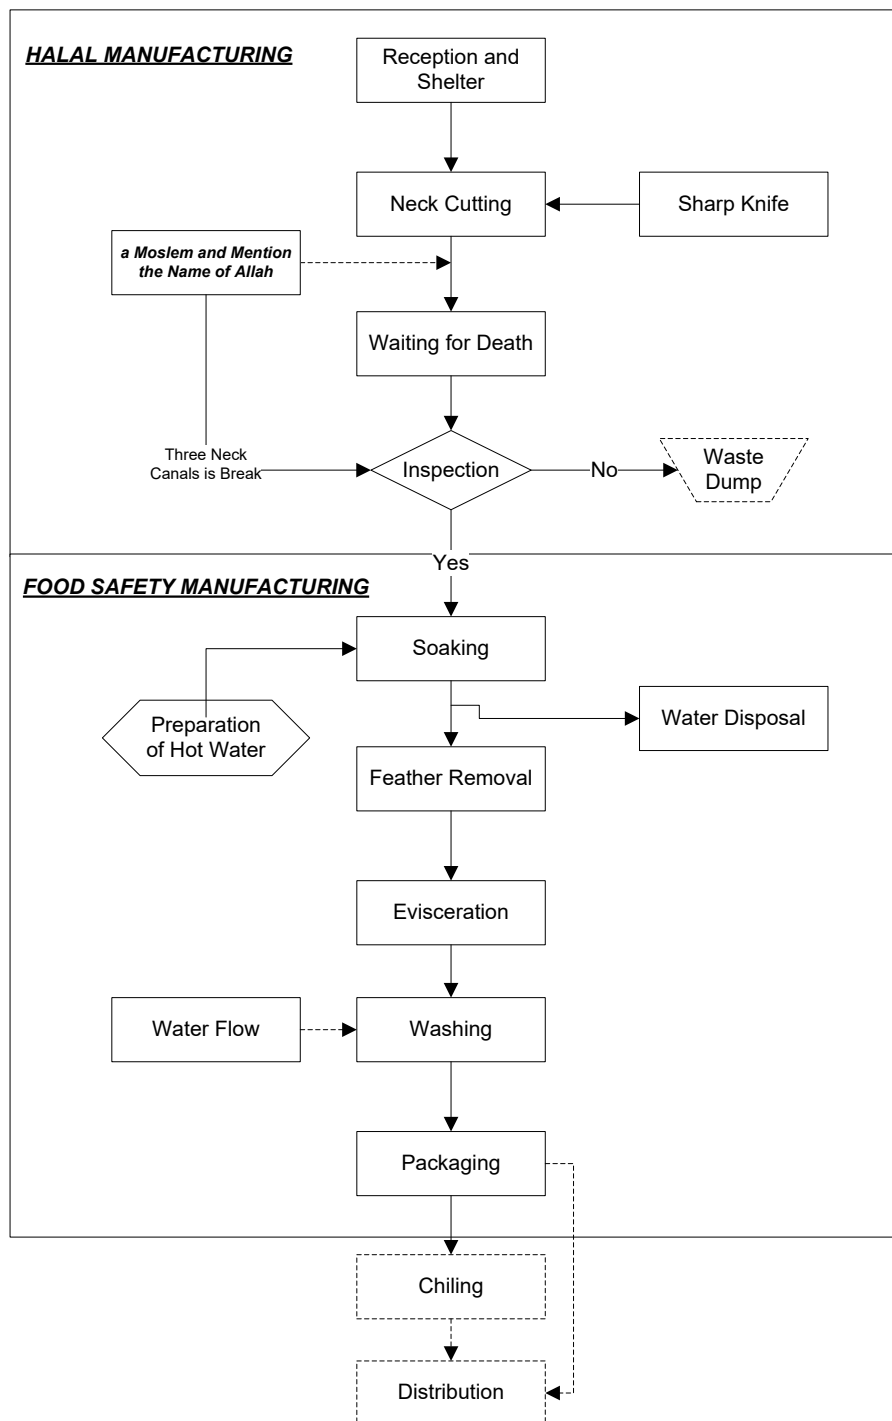 HALAL MANUFACTURING
Reception and
Shelter
Neck Cutting
Sharp Knife
a Moslem and Mention
the Name of Allah
Waiting for Death
Three Neck
Canals is Break
Inspection
No
Waste
Dump
Yes
FOOD SAFETY MANUFACTURING
Soaking
Preparation
of Hot Water
Water Disposal
Feather Removal
Evisceration
Water Flow
Washing
Packaging
Chiling
Distribution